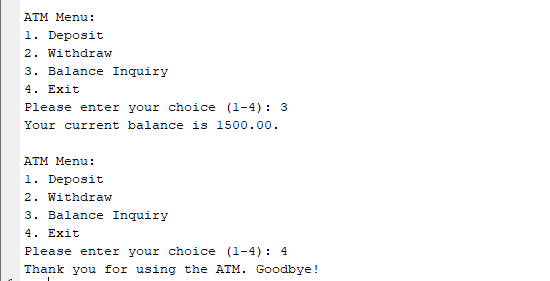 ATM Menu:
1. Deposit
2. Withdraw
3. Balance Inquiry
4. Exit
Please enter your choice (1-4): 3
Your current balance is 1500.00.
ATM Menu:
1. Deposit
2. Withdraw
3. Balance Inquiry
4. Exit
Please enter your choice (1-4): 4
Thank you for using the ATM. Goodbye!